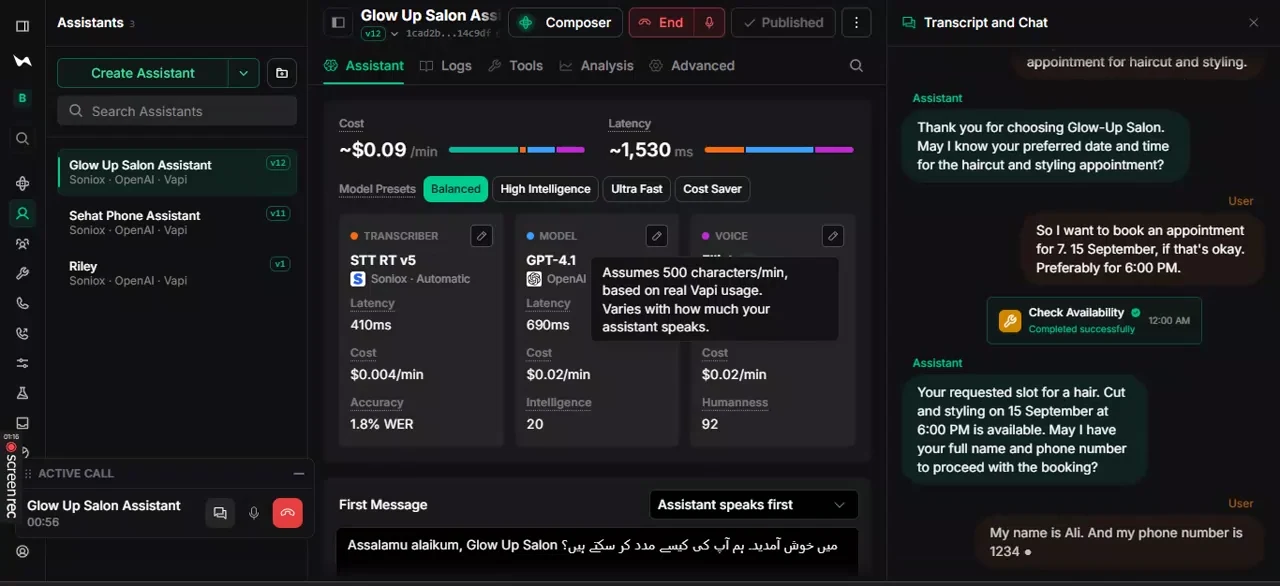 Assistants 3
Create Assistant
Search Assistants
Glow Up Salon Assistant v12
Soniox · OpenAI · Vapi
Sehat Phone Assistant v11
Soniox · OpenAI · Vapi
Riley v1
Soniox · OpenAI · Vapi
B
01:16
screenrec
ACTIVE CALL
Glow Up Salon Assistant
00:56
Glow Up Salon Ass
v12 1cad2b...14c9df
Composer
End
Published
Assistant Logs Tools Analysis Advanced
Cost
~$0.09 /min
Latency
~1,530 ms
Model Presets Balanced High Intelligence Ultra Fast Cost Saver
TRANSCRIBER
STT RT v5
Soniox · Automatic
Latency
410ms
Cost
$0.004/min
Accuracy
1.8% WER
MODEL
GPT-4.1
OpenAI
Latency
690ms
Cost
$0.02/min
Intelligence
20
VOICE
Assumes 500 characters/min,
based on real Vapi usage.
Varies with how much your
assistant speaks.
Cost
$0.02/min
Humanness
92
First Message
Assistant speaks first
Assalamu alaikum, Glow Up Salon میں خوش آمدید۔ ہم آپ کی کیسے مدد کر سکتے ہیں؟
Transcript and Chat
appointment for haircut and styling.
Assistant
Thank you for choosing Glow-Up Salon.
May I know your preferred date and time
for the haircut and styling appointment?
User
So I want to book an appointment
for 7. 15 September, if that's okay.
Preferably for 6:00 PM.
Check Availability
Completed successfully
12:00 AM
Assistant
Your requested slot for a hair. Cut
and styling on 15 September at
6:00 PM is available. May I have
your full name and phone number
to proceed with the booking?
User
My name is Ali. And my phone number is
1234